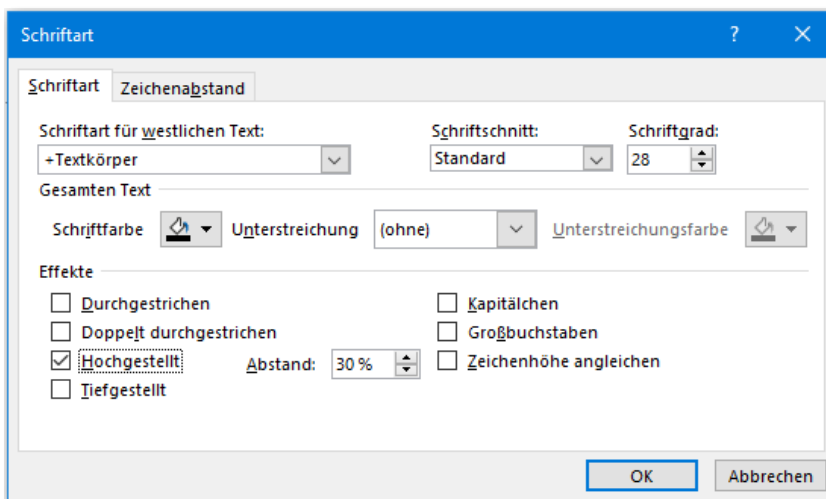 Schriftart ?
Schriftart Zeichenabstand
Schriftart für westlichen Text: Schriftschnitt: Schriftgrad:
+Textkörper Standard 28
Gesamten Text
Schriftfarbe Unterstreichung (ohne) Unterstreichungsfarbe
Effekte
Durchgestrichen Kapitälchen
Doppelt durchgestrichen Großbuchstaben
Hochgestellt Abstand: 30 % Zeichenhöhe angleichen
Tiefgestellt
OK Abbrechen